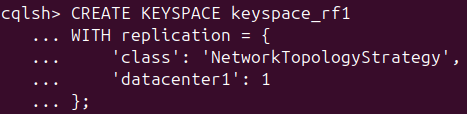 cqlsh> CREATE KEYSPACE keyspace_rf1
   ... WITH replication = {
   ...     'class': 'NetworkTopologyStrategy',
   ...     'datacenter1': 1
   ... };